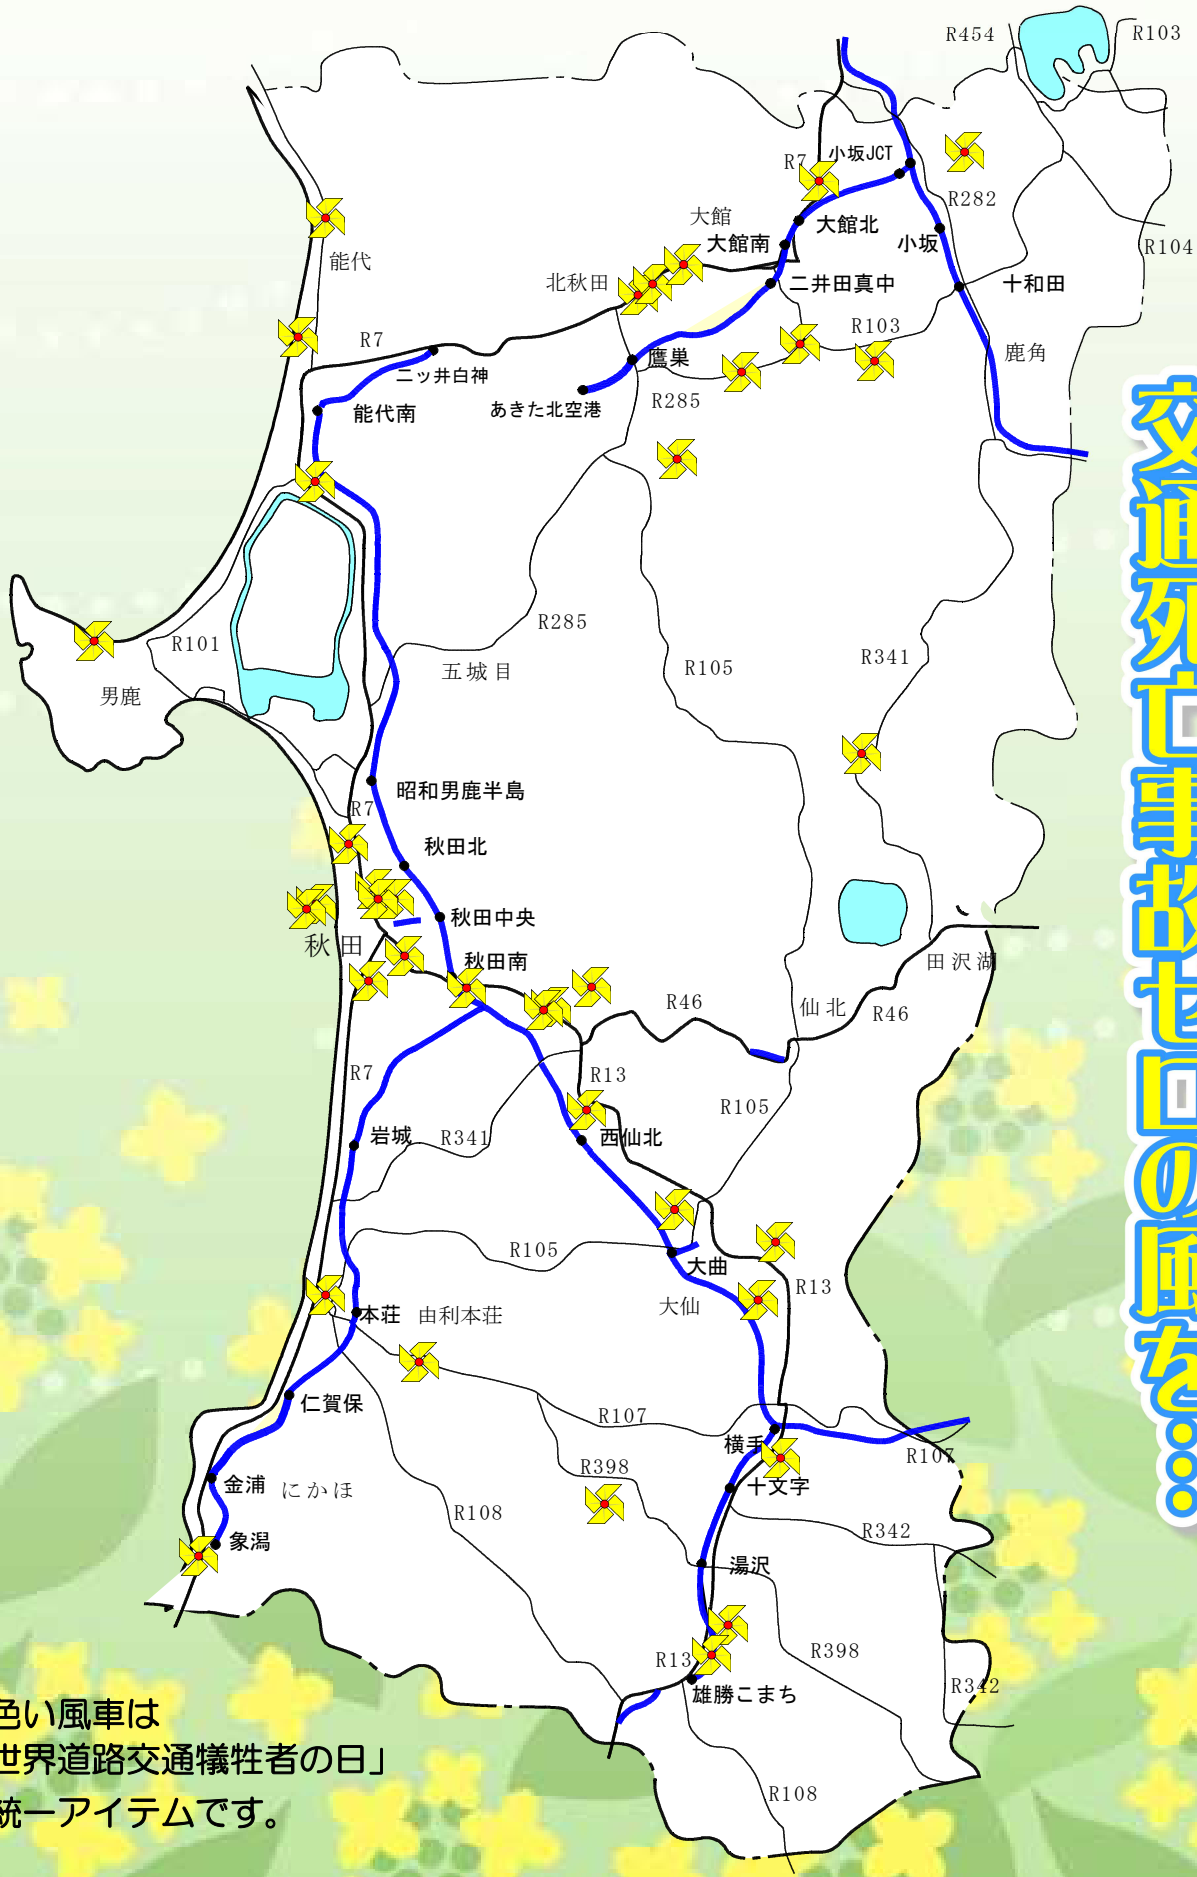 R454
R103
R7
小坂JCT
R282
大館
大館北
大館南
小坂
R104
能代
北秋田
二井田真中
十和田
R7
R103
鹿角
二ッ井白神
鷹巣
能代南
あきた北空港
R285
R285
R101
五城目
R105
R341
男鹿
昭和男鹿半島
R7
秋田北
秋田中央
秋田
秋田南
田沢湖
R46
仙北
R46
R7
R13
R105
岩城
R341
西仙北
R105
大曲
R13
大仙
本荘
由利本荘
仁賀保
R107
横手
R107
R398
金浦
にかほ
十文字
R108
R342
象潟
湯沢
R398
R13
R342
雄勝こまち
R108
交通死亡事故ゼロの風を……
色い風車は
世界道路交通犠牲者の日」
統一アイテムです。